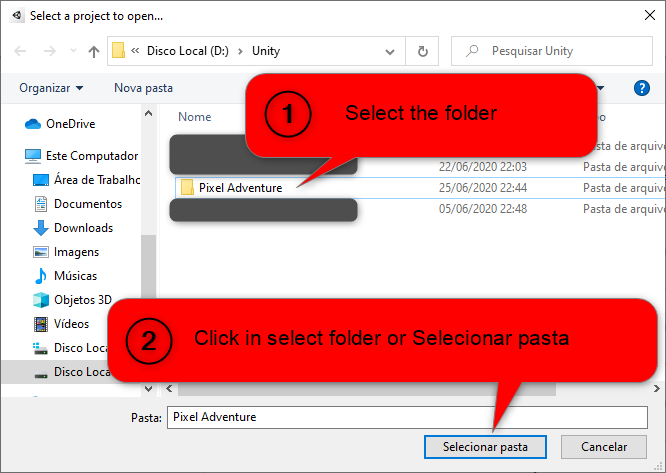 Select a project to open...
« Disco Local (D:) > Unity
Pesquisar Unity
Organizar
Nova pasta
Nome
1 Select the folder
OneDrive
Este Computador
Área de Trabalho
Documentos
Downloads
Imagens
Músicas
Objetos 3D
Vídeos
Disco Loca
Disco Loca
Pasta de arquivo
22/06/2020 22:03 Pasta de arquivo
Pixel Adventure 25/06/2020 22:44 Pasta de arquivo
05/06/2020 22:48 Pasta de arquivo
2 Click in select folder or Selecionar pasta
Pasta: Pixel Adventure
Selecionar pasta
Cancelar